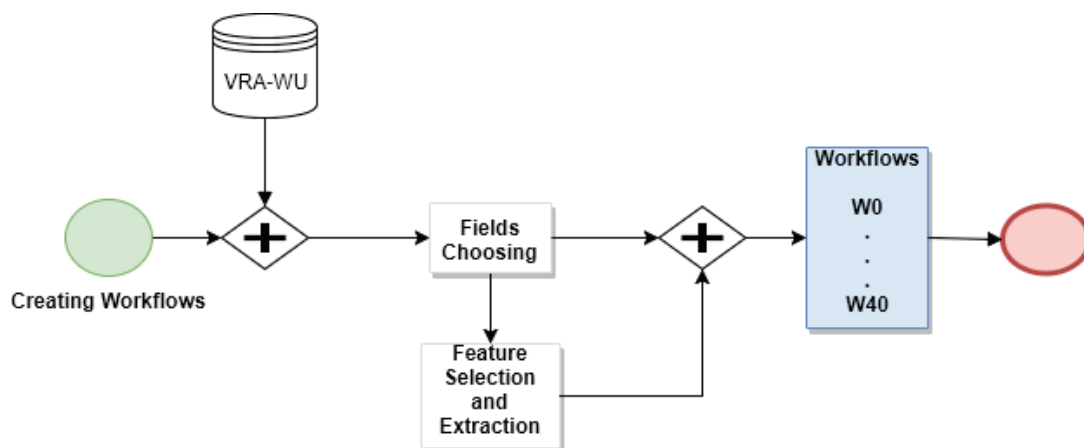 VRA-WU
Creating Workflows
Fields
Choosing
Feature
Selection
and
Extraction
Workflows
W0
.
.
.
W40